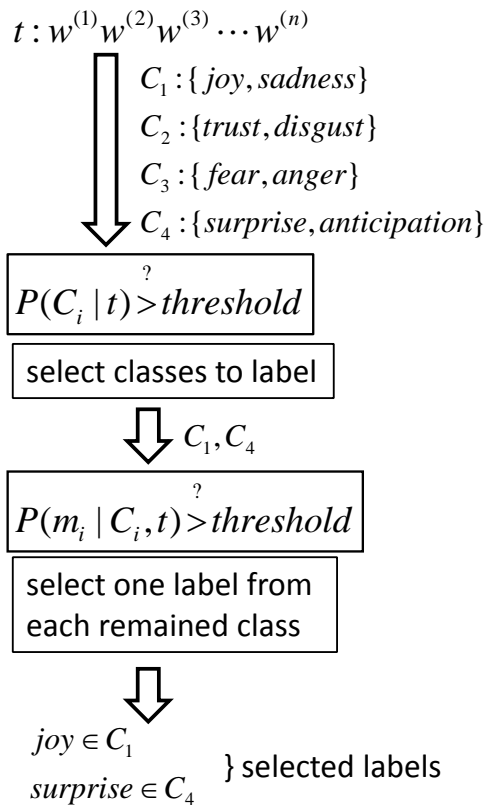 t : w^(1) w^(2) w^(3) ⋯ w^(n)
C_1 : {joy, sadness}
C_2 : {trust, disgust}
C_3 : {fear, anger}
C_4 : {surprise, anticipation}
?
P(C_i | t) > threshold
select classes to label
C_1, C_4
?
P(m_i | C_i, t) > threshold
select one label from
each remained class
joy ∈ C_1
surprise ∈ C_4
} selected labels